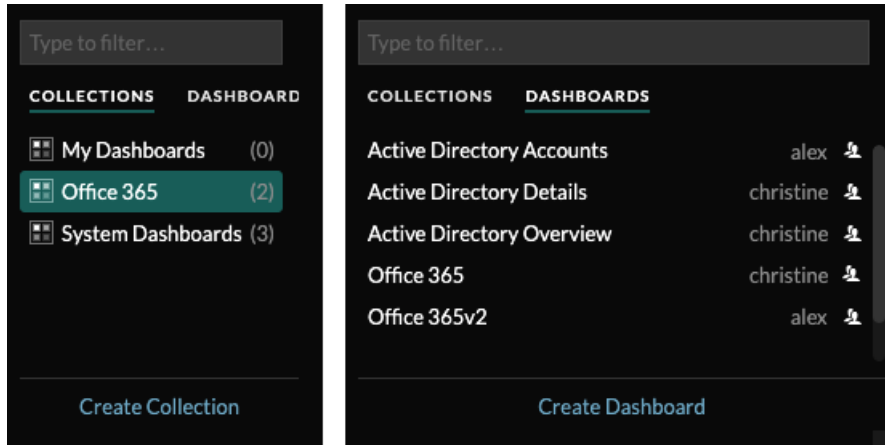 Type to filter...
COLLECTIONS DASHBOARD
My Dashboards (0)
Office 365 (2)
System Dashboards (3)
Create Collection
Type to filter...
COLLECTIONS DASHBOARDS
Active Directory Accounts alex
Active Directory Details christine
Active Directory Overview christine
Office 365 christine
Office 365v2 alex
Create Dashboard